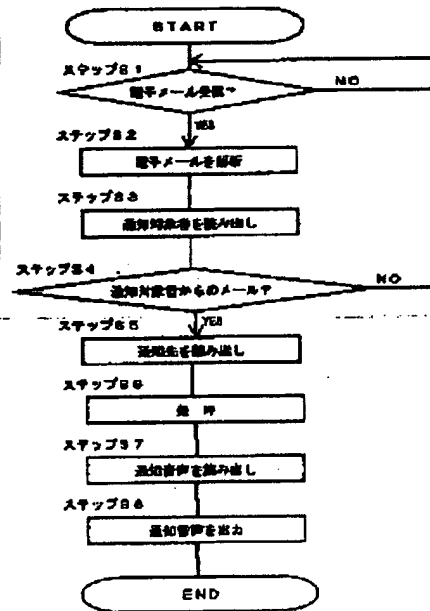 START
ステップS1
電子メール受信?
NO
YES
ステップS2
電子メールを診断
ステップS3
通知対象者を読み出し
ステップS4
通知対象者からのメール?
NO
YES
ステップS5
通知先を読み出し
ステップS6
発呼
ステップS7
通知音声を読み出し
ステップS8
通知音声を出力
END